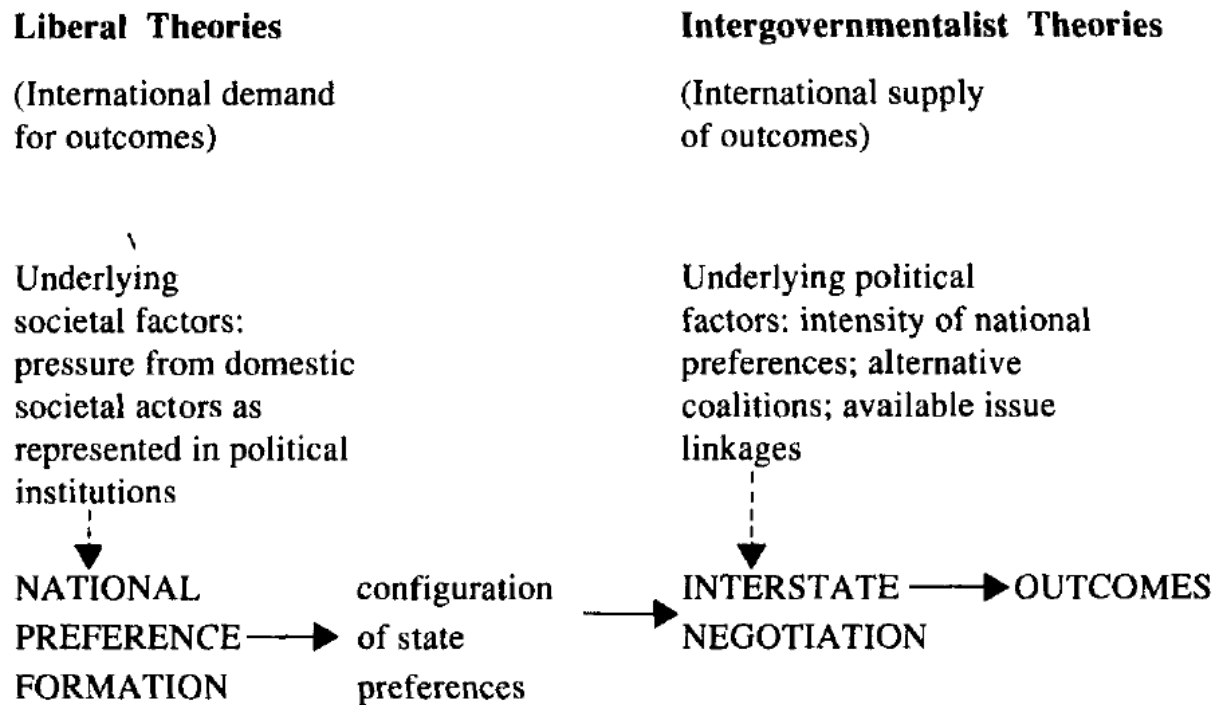 Liberal Theories
(International demand
for outcomes)
Underlying
societal factors:
pressure from domestic
societal actors as
represented in political
institutions
NATIONAL
PREFERENCE
FORMATION
configuration
of state
preferences
Intergovernmentalist Theories
(International supply
of outcomes)
Underlying political
factors: intensity of national
preferences; alternative
coalitions; available issue
linkages
INTERSTATE
NEGOTIATION
OUTCOMES